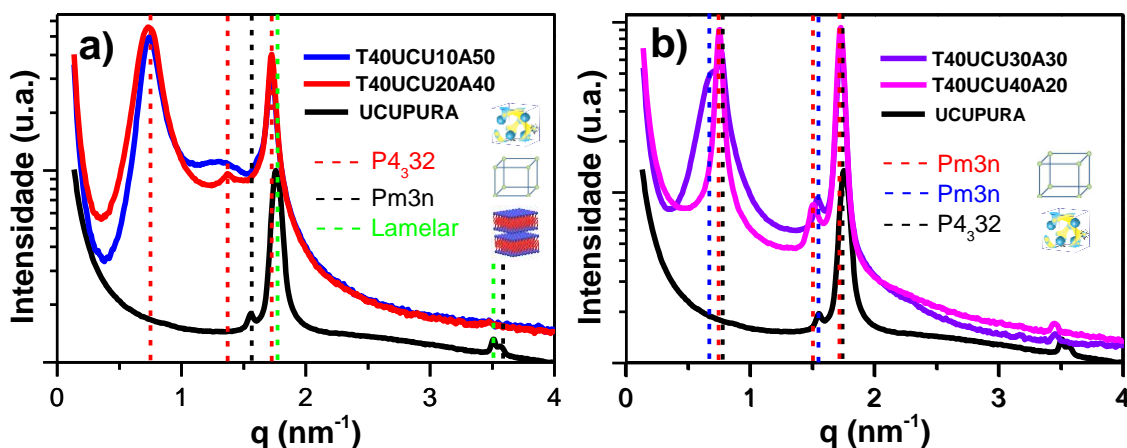 a)
T40UCU10A50
T40UCU20A40
UCUPURA
P4₃32
Pm3n
Lamelar
Intensidade (u.a.)
0 1 2 3 4
q (nm⁻¹)
b)
T40UCU30A30
T40UCU40A20
UCUPURA
Pm3n
Pm3n
P4₃32
Intensidade (u.a.)
0 1 2 3 4
q (nm⁻¹)